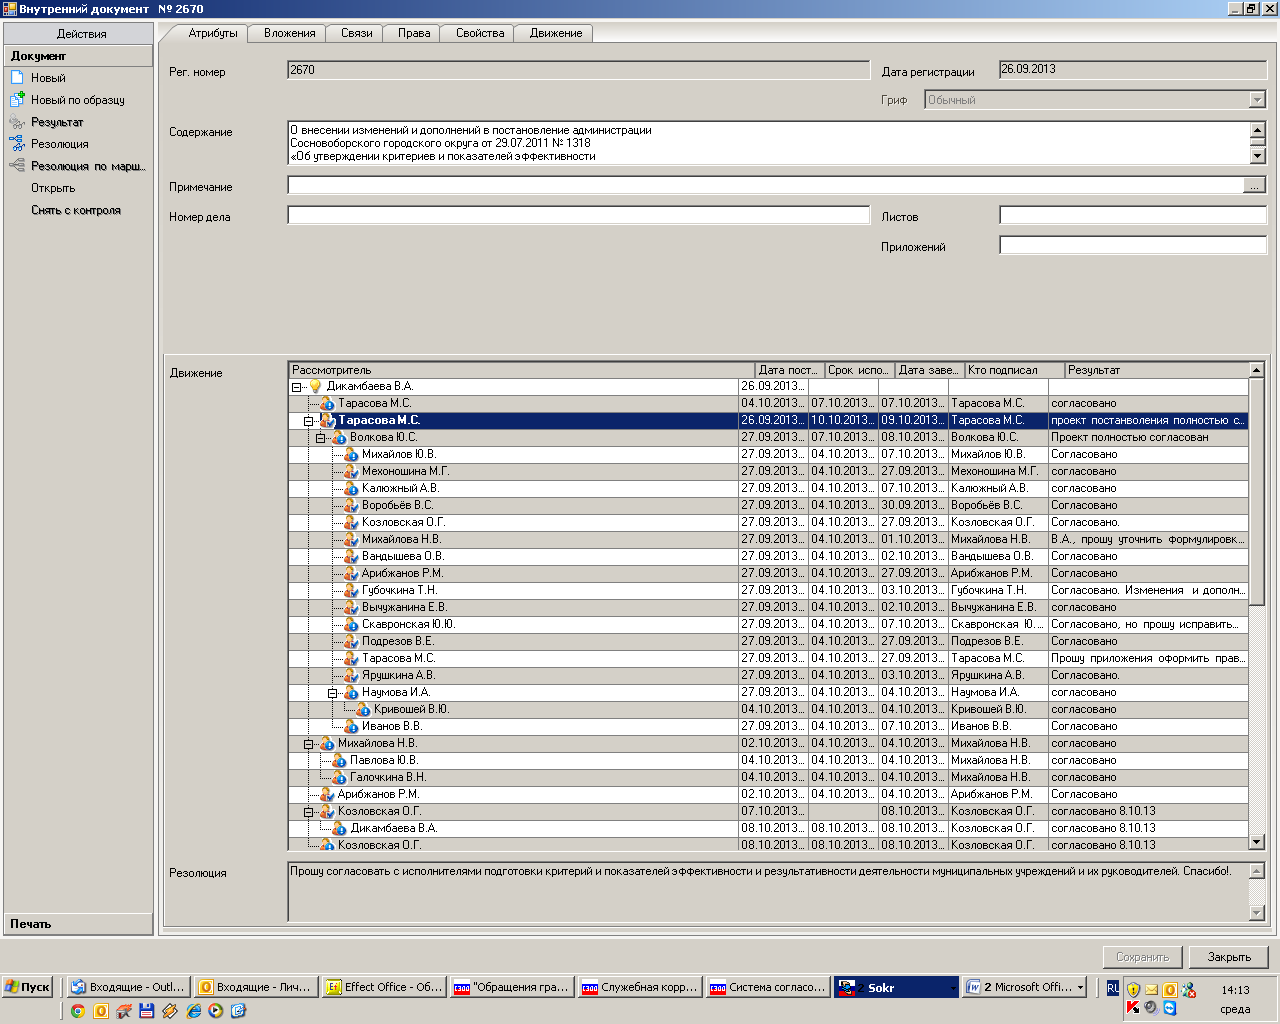 Внутренний документ № 2670
Действия
Документ
Новый
Новый по образцу
Результат
Резолюция
Резолюция по марш...
Открыть
Снять с контроля
Печать
Атрибуты Вложения Связи Права Свойства Движение
Рег. номер 2670 Дата регистрации 26.09.2013
Гриф Обычный
Содержание О внесении изменений и дополнений в постановление администрации
Сосновоборского городского округа от 29.07.2011 № 1318
«Об утверждении критериев и показателей эффективности
Примечание ...
Номер дела Листов
Приложений
Движение
Рассмотритель Дата пост... Срок испо... Дата заве... Кто подписал Результат
Дикамбаева В.А. 26.09.2013...
Тарасова М.С. 04.10.2013... 07.10.2013... 07.10.2013... Тарасова М.С. согласовано
Тарасова М.С. 26.09.2013... 10.10.2013... 09.10.2013... Тарасова М.С. проект постанволения полностью с...
Волкова Ю.С. 27.09.2013... 07.10.2013... 08.10.2013... Волкова Ю.С. Проект полностью согласован
Михайлов Ю.В. 27.09.2013... 04.10.2013... 07.10.2013... Михайлов Ю.В. Согласовано
Мехоношина М.Г. 27.09.2013... 04.10.2013... 27.09.2013... Мехоношина М.Г. согласовано
Калюжный А.В. 27.09.2013... 04.10.2013... 07.10.2013... Калюжный А.В. согласовано
Воробьёв В.С. 27.09.2013... 04.10.2013... 30.09.2013... Воробьёв В.С. Согласовано
Козловская О.Г. 27.09.2013... 04.10.2013... 27.09.2013... Козловская О.Г. Согласовано.
Михайлова Н.В. 27.09.2013... 04.10.2013... 01.10.2013... Михайлова Н.В. В.А., прошу уточнить формулировк...
Вандышева О.В. 27.09.2013... 04.10.2013... 02.10.2013... Вандышева О.В. Согласовано
Арибжанов Р.М. 27.09.2013... 04.10.2013... 27.09.2013... Арибжанов Р.М. Согласовано
Губочкина Т.Н. 27.09.2013... 04.10.2013... 03.10.2013... Губочкина Т.Н. Согласовано. Изменения и дополн...
Вычужанина Е.В. 27.09.2013... 04.10.2013... 02.10.2013... Вычужанина Е.В. согласовано
Скавронская Ю.Ю. 27.09.2013... 04.10.2013... 07.10.2013... Скавронская Ю.... Согласовано, но прошу исправить...
Подрезов В.Е. 27.09.2013... 04.10.2013... 27.09.2013... Подрезов В.Е. Согласовано
Тарасова М.С. 27.09.2013... 04.10.2013... 27.09.2013... Тарасова М.С. Прошу приложения оформить прав...
Ярушкина А.В. 27.09.2013... 04.10.2013... 03.10.2013... Ярушкина А.В. Согласовано.
Наумова И.А. 27.09.2013... 04.10.2013... 04.10.2013... Наумова И.А. согласовано
Кривошей В.Ю. 04.10.2013... 04.10.2013... 04.10.2013... Кривошей В.Ю. согласовано
Иванов В.В. 27.09.2013... 04.10.2013... 07.10.2013... Иванов В.В. Согласовано
Михайлова Н.В. 02.10.2013... 04.10.2013... 04.10.2013... Михайлова Н.В. согласовано
Павлова Ю.В. 04.10.2013... 04.10.2013... 04.10.2013... Михайлова Н.В. согласовано
Галочкина В.Н. 04.10.2013... 04.10.2013... 04.10.2013... Михайлова Н.В. согласовано
Арибжанов Р.М. 02.10.2013... 04.10.2013... 04.10.2013... Арибжанов Р.М. Согласовано
Козловская О.Г. 07.10.2013... 08.10.2013... Козловская О.Г. согласовано 8.10.13
Дикамбаева В.А. 08.10.2013... 08.10.2013... 08.10.2013... Козловская О.Г. согласовано 8.10.13
Козловская О.Г. 08.10.2013... 08.10.2013... 08.10.2013... Козловская О.Г. согласовано 8.10.13
Резолюция Прошу согласовать с исполнителями подготовки критерий и показателей эффективности и результативности деятельности муниципальных учреждений и их руководителей. Спасибо!.
Сохранить Закрыть
Пуск Входящие - Outl... Входящие - Лич... Effect Office - Об... "Обращения гра... Служебная корр... Система согласо... 2 Sokr 2 Microsoft Offi... RU 14:13
среда